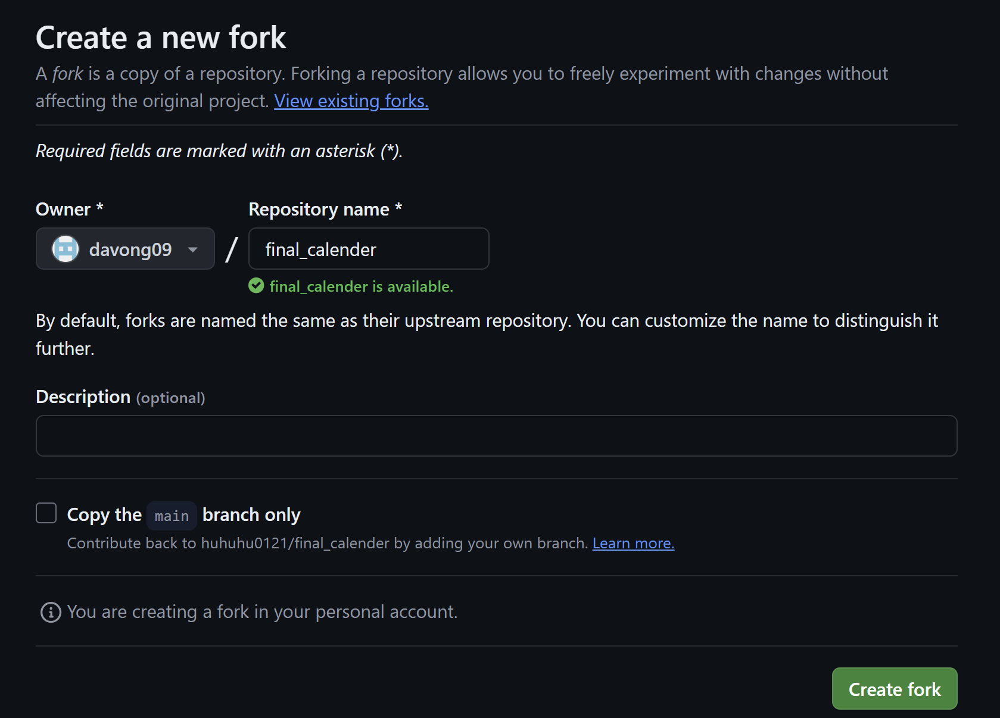 Create a new fork
A fork is a copy of a repository. Forking a repository allows you to freely experiment with changes without
affecting the original project. View existing forks.
Required fields are marked with an asterisk (*).
Owner *
Repository name *
davong09
/
final_calender
final_calender is available.
By default, forks are named the same as their upstream repository. You can customize the name to distinguish it
further.
Description (optional)
Copy the main branch only
Contribute back to huhuhu0121/final_calender by adding your own branch. Learn more.
You are creating a fork in your personal account.
Create fork